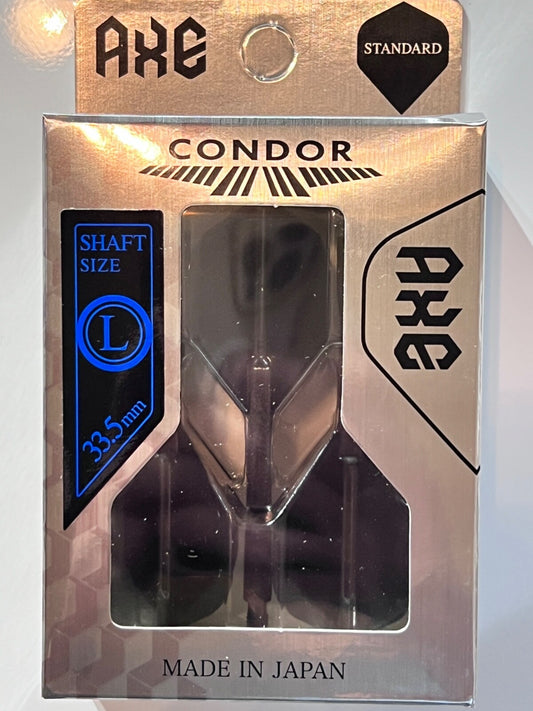 AXE
STANDARD
CONDOR
SHAFT
SIZE
L
33.5mm
AXE
MADE IN JAPAN